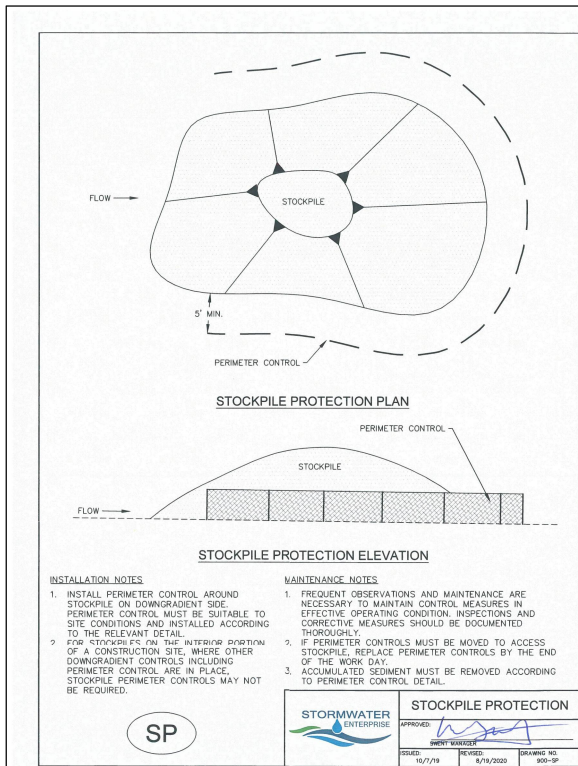 FLOW
STOCKPILE
5' MIN.
PERIMETER CONTROL
STOCKPILE PROTECTION PLAN
PERIMETER CONTROL
STOCKPILE
FLOW
STOCKPILE PROTECTION ELEVATION
INSTALLATION NOTES
1. INSTALL PERIMETER CONTROL AROUND
STOCKPILE ON DOWNGRADIENT SIDE.
PERIMETER CONTROL MUST BE SUITABLE TO
SITE CONDITIONS AND INSTALLED ACCORDING
TO THE RELEVANT DETAIL.
2. FOR STOCKPILES ON THE INTERIOR PORTION
OF A CONSTRUCTION SITE, WHERE OTHER
DOWNGRADIENT CONTROLS INCLUDING
PERIMETER CONTROL ARE IN PLACE,
STOCKPILE PERIMETER CONTROLS MAY NOT
BE REQUIRED.
MAINTENANCE NOTES
1. FREQUENT OBSERVATIONS AND MAINTENANCE ARE
NECESSARY TO MAINTAIN CONTROL MEASURES IN
EFFECTIVE OPERATING CONDITION. INSPECTIONS AND
CORRECTIVE MEASURES SHOULD BE DOCUMENTED
THOROUGHLY.
2. IF PERIMETER CONTROLS MUST BE MOVED TO ACCESS
STOCKPILE, REPLACE PERIMETER CONTROLS BY THE END
OF THE WORK DAY.
3. ACCUMULATED SEDIMENT MUST BE REMOVED ACCORDING
TO PERIMETER CONTROL DETAIL.
SP
STORMWATER
ENTERPRISE
STOCKPILE PROTECTION
APPROVED:
SWENT MANAGER
ISSUED:
10/7/19
REVISED:
8/19/2020
DRAWING NO.
900-SP